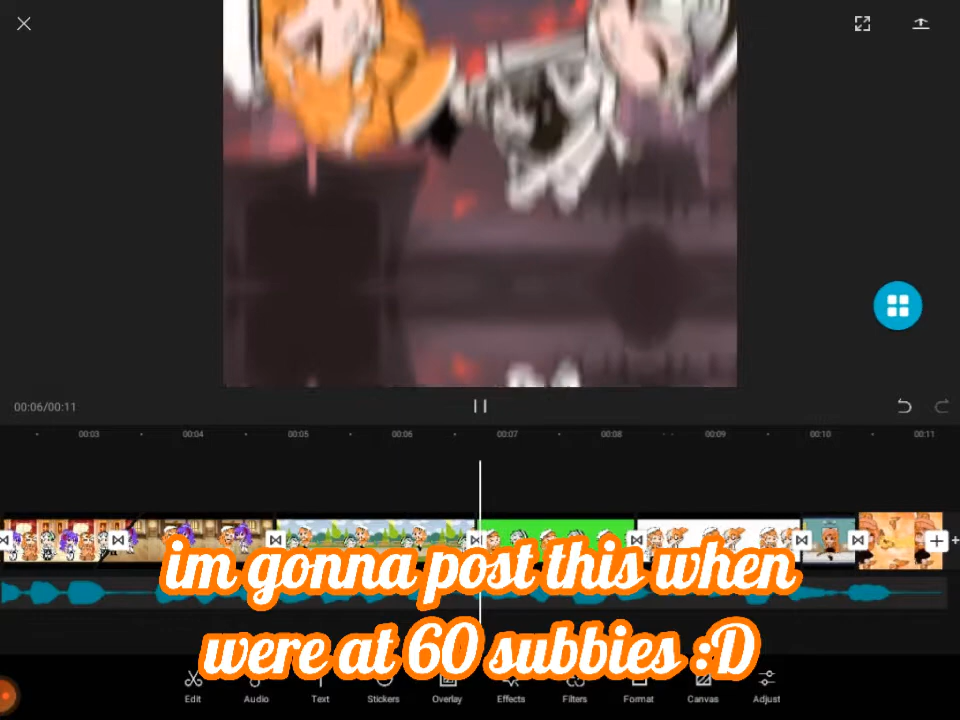 00:06/00:11
00:03 00:04 00:05 00:06 00:07 00:08 00:09 00:10 00:11
im gonna post this when
were at 60 subbies :D
Edit Audio Text Stickers Overlay Effects Filters Format Canvas Adjust